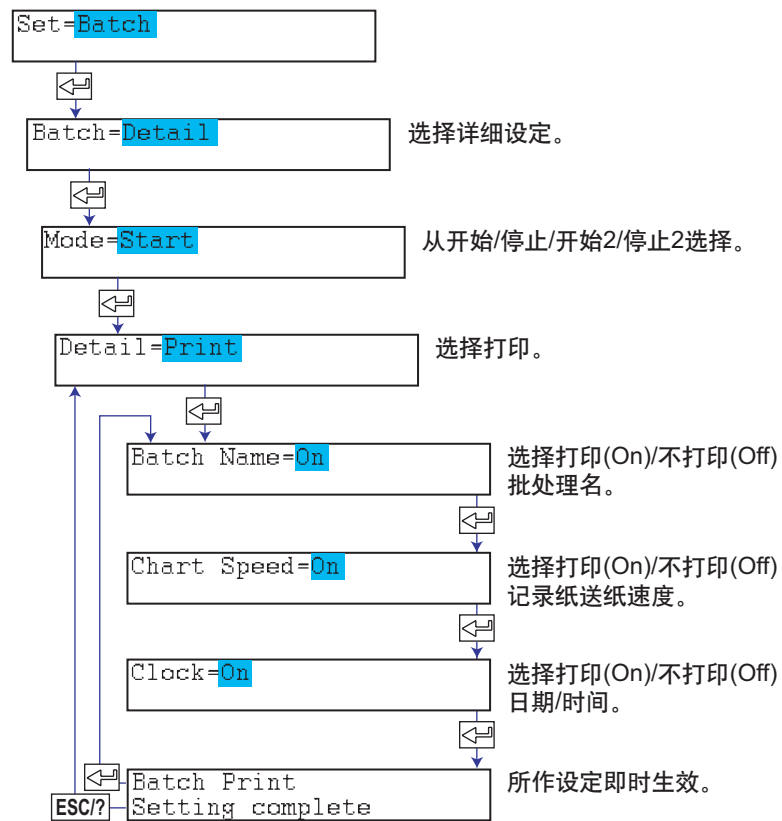 Set=Batch
Batch=Detail
选择详细设定。
Mode=Start
从开始/停止/开始2/停止2选择。
Detail=Print
选择打印。
Batch Name=On
选择打印(On)/不打印(Off)
批处理名。
Chart Speed=On
选择打印(On)/不打印(Off)
记录纸送纸速度。
Clock=On
选择打印(On)/不打印(Off)
日期/时间。
Batch Print
所作设定即时生效。
ESC/?
Setting complete